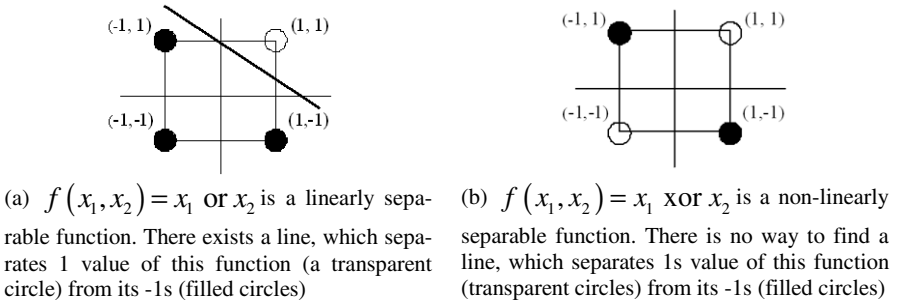 (-1, 1) (1, 1)
(-1,-1) (1,-1)
(a) f(x₁, x₂) = x₁ or x₂ is a linearly sepa-
rable function. There exists a line, which sepa-
rates 1 value of this function (a transparent
circle) from its -1s (filled circles)
(-1, 1) (1, 1)
(-1,-1) (1,-1)
(b) f(x₁, x₂) = x₁ xor x₂ is a non-linearly
separable function. There is no way to find a
line, which separates 1s value of this function
(transparent circles) from its -1s (filled circles)